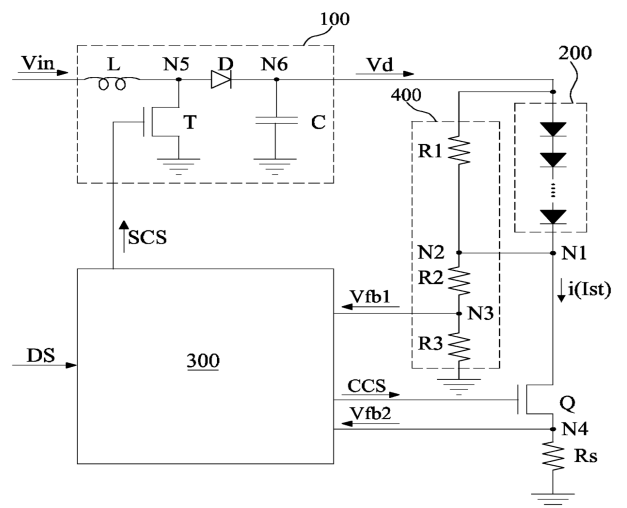 100
Vin
L
N5
D
N6
Vd
200
400
T
C
R1
SCS
N2
N1
R2
i(Ist)
Vfb1
N3
300
R3
DS
CCS
Q
Vfb2
N4
Rs